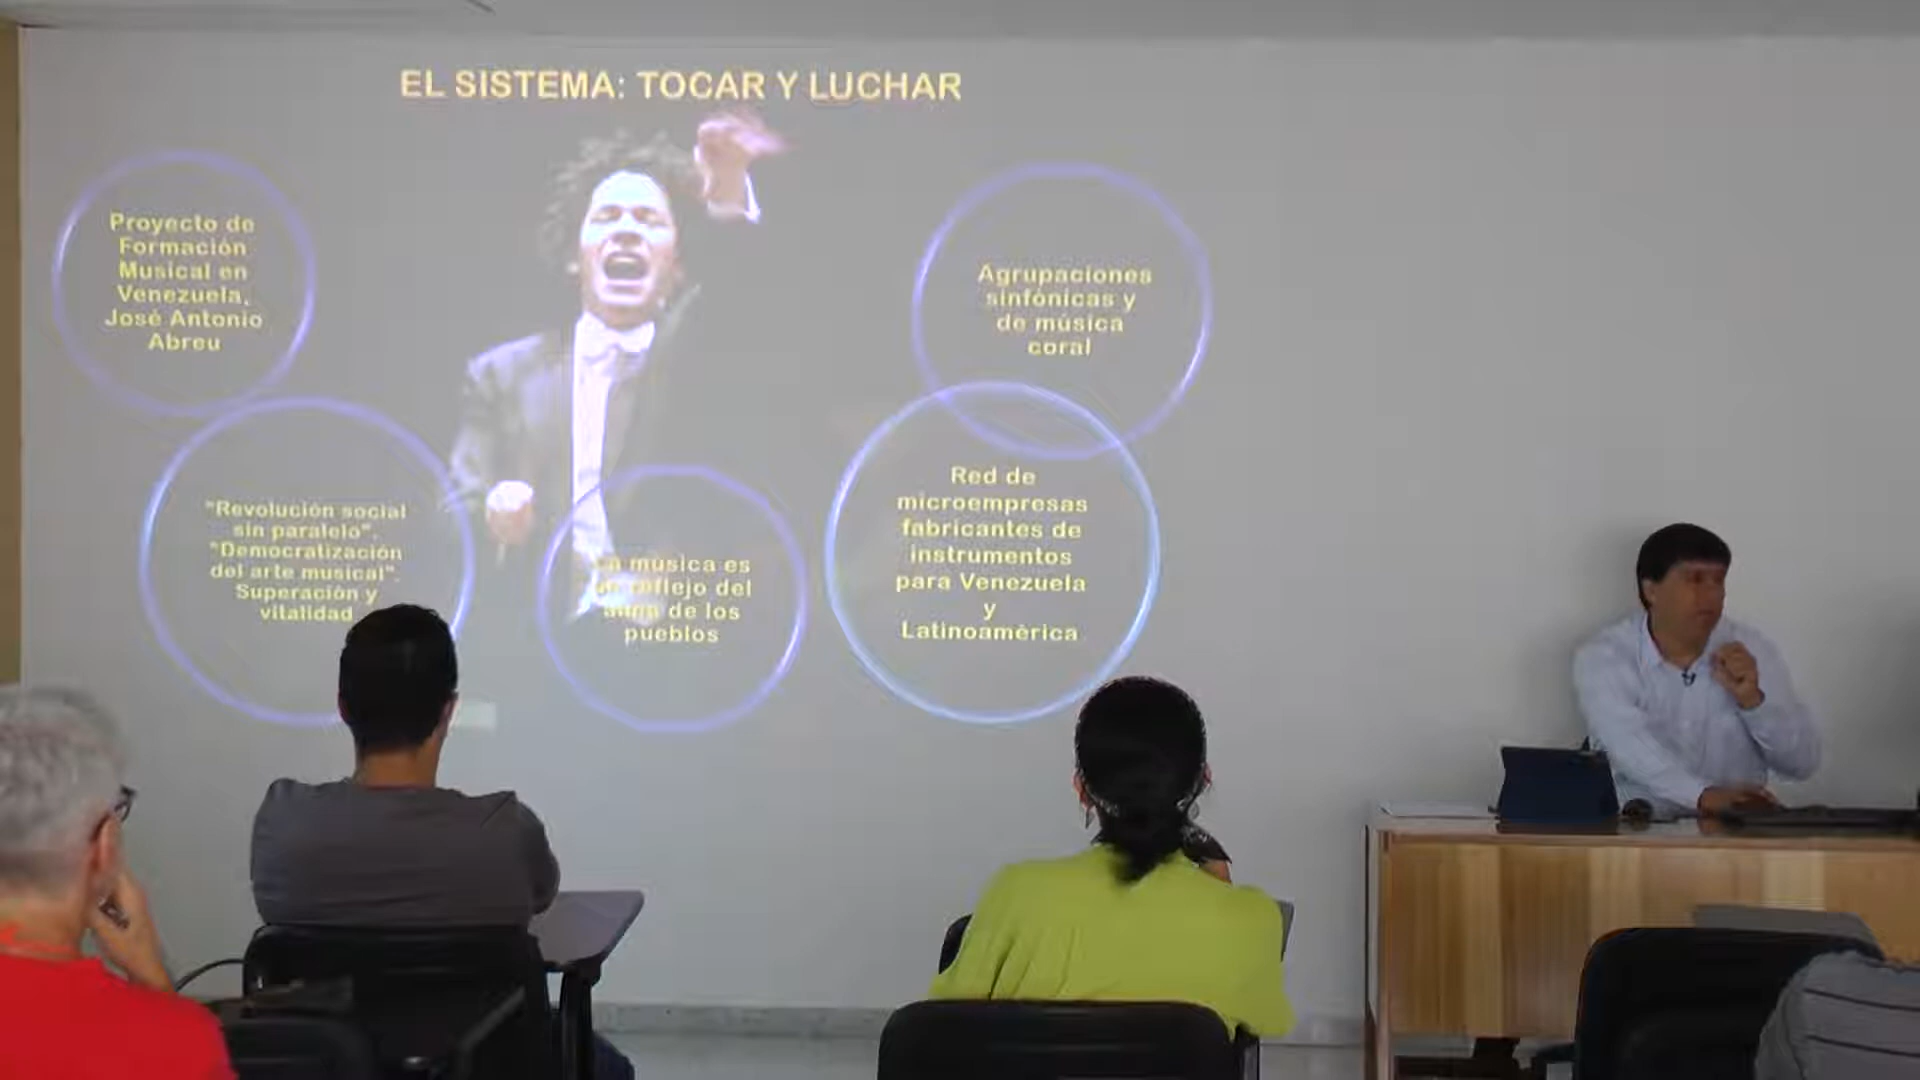 EL SISTEMA: TOCAR Y LUCHAR
Proyecto de
Formación
Musical en
Venezuela,
José Antonio
Abreu
"Revolución social
sin paralelo".
"Democratización
del arte musical".
Superación y
vitalidad
música es
reflejo del
de los
pueblos
Agrupaciones
sinfónicas y
de música
coral
Red de
microempresas
fabricantes de
instrumentos
para Venezuela
y
Latinoamérica